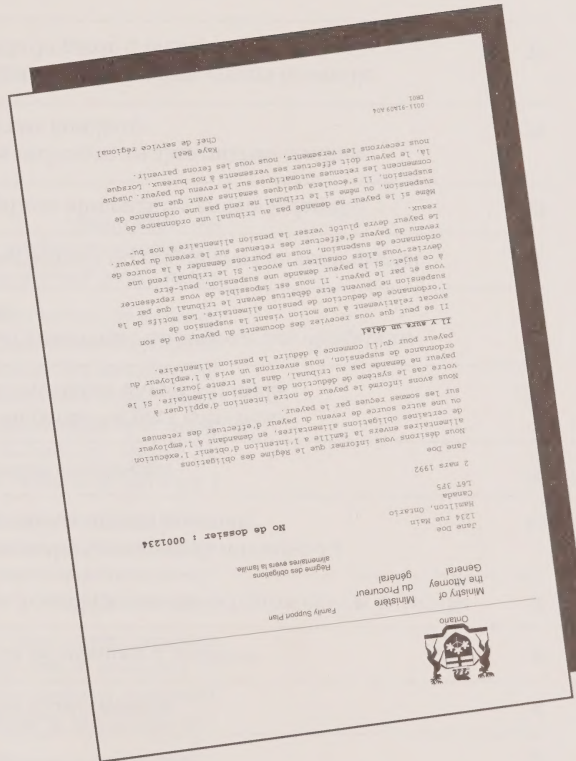 Ontario
Ministry of
the Attorney
General
Ministère
du Procureur
général
Family Support Plan
Régime des obligations
alimentaires evers la famille
No de dossier : 0001234
Jane Doe
1234 rue Main
Hamilton, Ontario
Canada
L6T 3P5
2 mars 1992
Jane Doe
Nous désirons vous informer que le Régime des obligations
alimentaires envers la famille a l'intention d'obtenir l'exécution
de certaines obligations alimentaires, en demandant à l'employeur
ou une autre source de revenu du payeur d'effectuer des retenues
sur les sommes reçues par le payeur.
Nous avons informé le payeur de notre intention d'appliquer à
votre cas le système de déduction de la pension alimentaire. Si le
payeur ne demande pas au tribunal, dans les trente jours, une
ordonnance de suspension, nous enverrons un avis à l'employeur du
payeur pour qu'il commence à déduire la pension alimentaire.
Il y aura un délai
Il se peut que vous receviez des documents du payeur ou de son
avocat relativement à une motion visant la suspension de
l'ordonnance de déduction de pension alimentaire. Les motifs de la
suspension ne peuvent être débattus devant le tribunal que par
vous et par le payeur. Il nous est impossible de vous représenter
à ce sujet. Si le payeur demande une suspension, peut-être
devriez-vous alors consulter un avocat. Si le tribunal rend une
ordonnance de suspension, nous ne pourrons demander à la source de
revenu du payeur d'effectuer des retenues sur le revenu du payeur.
Le payeur devra plutôt verser la pension alimentaire à nos bu-
reaux.
Même si le payeur ne demande pas au tribunal une ordonnance de
suspension, ou même si le tribunal ne rend pas une ordonnance de
suspension, il s'écoulera quelques semaines avant que ne
commencent les retenues automatiques sur le revenu du payeur. Jusque
là, le payeur doit effectuer ses versements à nos bureaux. Lorsque
nous recevrons les versements, nous vous les ferons parvenir.
Kaye Beal
Chef de service régional